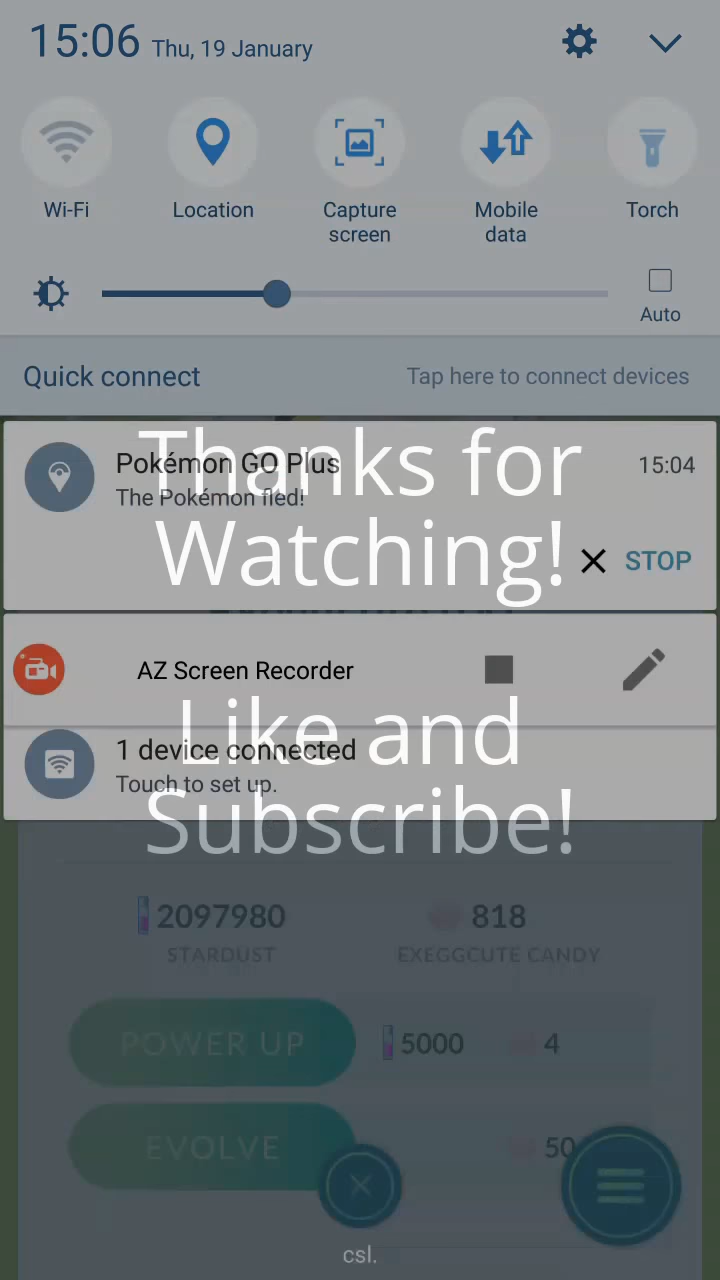 15:06 Thu, 19 January
Wi-Fi
Location
Capture screen
Mobile data
Torch
Auto
Quick connect
Tap here to connect devices
Pokémon GO Plus
15:04
The Pokémon fled!
STOP
Thanks for
Watching!
AZ Screen Recorder
1 device connected
Touch to set up.
Like and
Subscribe!
2097980
818
STARDUST
EXEGGCUTE CANDY
POWER UP
5000
4
EVOLVE
50
csl.